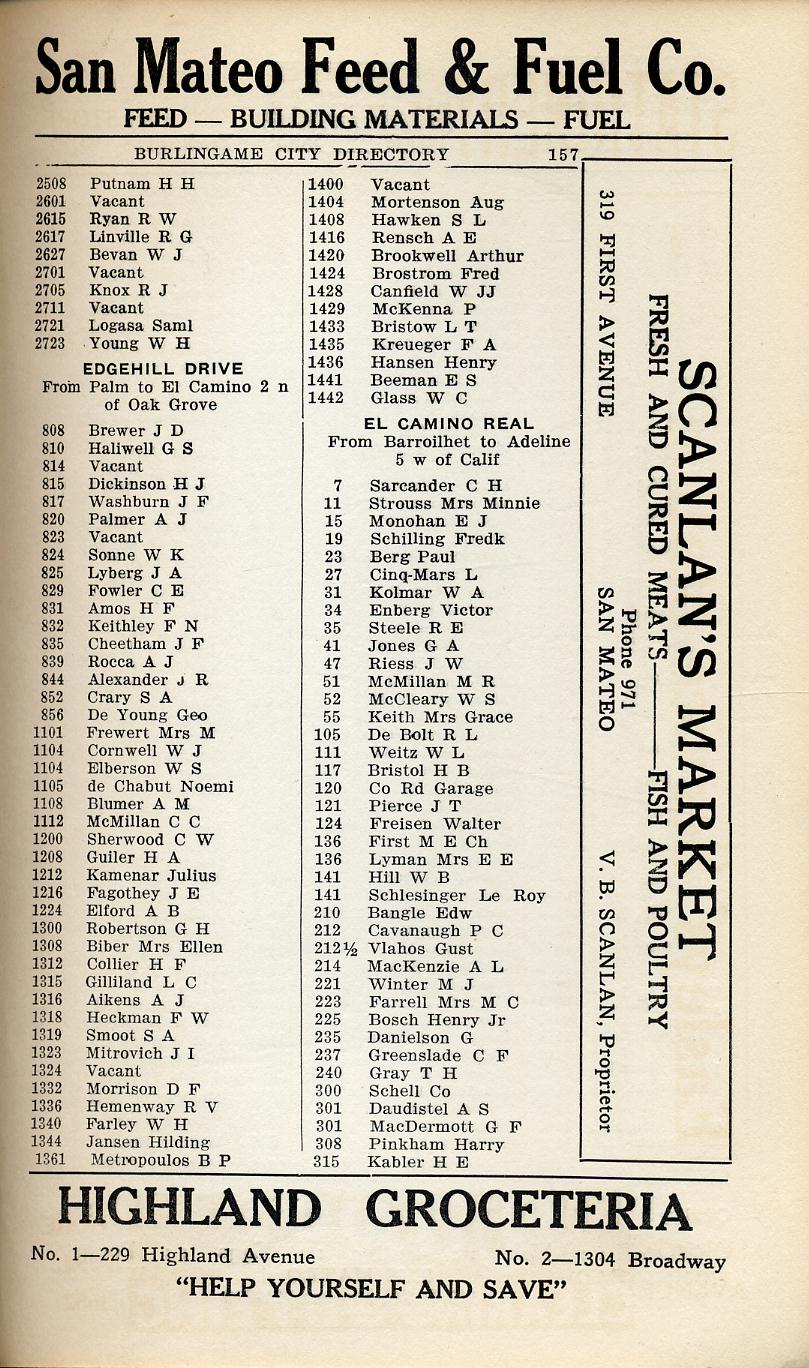 San Mateo Feed & Fuel Co.
FEED — BUILDING MATERIALS — FUEL
BURLINGAME CITY DIRECTORY 157
2508 Putnam H H
2601 Vacant
2615 Ryan R W
2617 Linville R G
2627 Bevan W J
2701 Vacant
2705 Knox R J
2711 Vacant
2721 Logasa Saml
2723 Young W H
EDGEHILL DRIVE
From Palm to El Camino 2 n
of Oak Grove
808 Brewer J D
810 Haliwell G S
814 Vacant
815 Dickinson H J
817 Washburn J F
820 Palmer A J
823 Vacant
824 Sonne W K
825 Lyberg J A
829 Fowler C E
831 Amos H F
832 Keithley F N
835 Cheetham J F
839 Rocca A J
844 Alexander J R
852 Crary S A
856 De Young Geo
1101 Frewert Mrs M
1104 Cornwell W J
1104 Elberson W S
1105 de Chabut Noemi
1108 Blumer A M
1112 McMillan C C
1200 Sherwood C W
1208 Guiler H A
1212 Kamenar Julius
1216 Fagothey J E
1224 Elford A B
1300 Robertson G H
1308 Biber Mrs Ellen
1312 Collier H F
1315 Gilliland L C
1316 Aikens A J
1318 Heckman F W
1319 Smoot S A
1323 Mitrovich J I
1324 Vacant
1332 Morrison D F
1336 Hemenway R V
1340 Farley W H
1344 Jansen Hilding
1361 Metropoulos B P
1400 Vacant
1404 Mortenson Aug
1408 Hawken S L
1416 Rensch A E
1420 Brookwell Arthur
1424 Brostrom Fred
1428 Canfield W JJ
1429 McKenna P
1433 Bristow L T
1435 Kreueger F A
1436 Hansen Henry
1441 Beeman E S
1442 Glass W C
EL CAMINO REAL
From Barroilhet to Adeline
5 w of Calif
7 Sarcander C H
11 Strouss Mrs Minnie
15 Monohan E J
19 Schilling Fredk
23 Berg Paul
27 Cinq-Mars L
31 Kolmar W A
34 Enberg Victor
35 Steele R E
41 Jones G A
47 Riess J W
51 McMillan M R
52 McCleary W S
55 Keith Mrs Grace
105 De Bolt R L
111 Weitz W L
117 Bristol H B
120 Co Rd Garage
121 Pierce J T
124 Freisen Walter
136 First M E Ch
136 Lyman Mrs E E
141 Hill W B
141 Schlesinger Le Roy
210 Bangle Edw
212 Cavanaugh P C
212½ Vlahos Gust
214 MacKenzie A L
221 Winter M J
223 Farrell Mrs M C
225 Bosch Henry Jr
235 Danielson G
237 Greenslade C F
240 Gray T H
300 Schell Co
301 Daudistel A S
301 MacDermott G F
308 Pinkham Harry
315 Kabler H E
SCANLAN'S MARKET
FRESH AND CURED MEATS——FISH AND POULTRY
Phone 971
319 FIRST AVENUE SAN MATEO V. B. SCANLAN, Proprietor
HIGHLAND GROCETERIA
No. 1—229 Highland Avenue No. 2—1304 Broadway
“HELP YOURSELF AND SAVE”